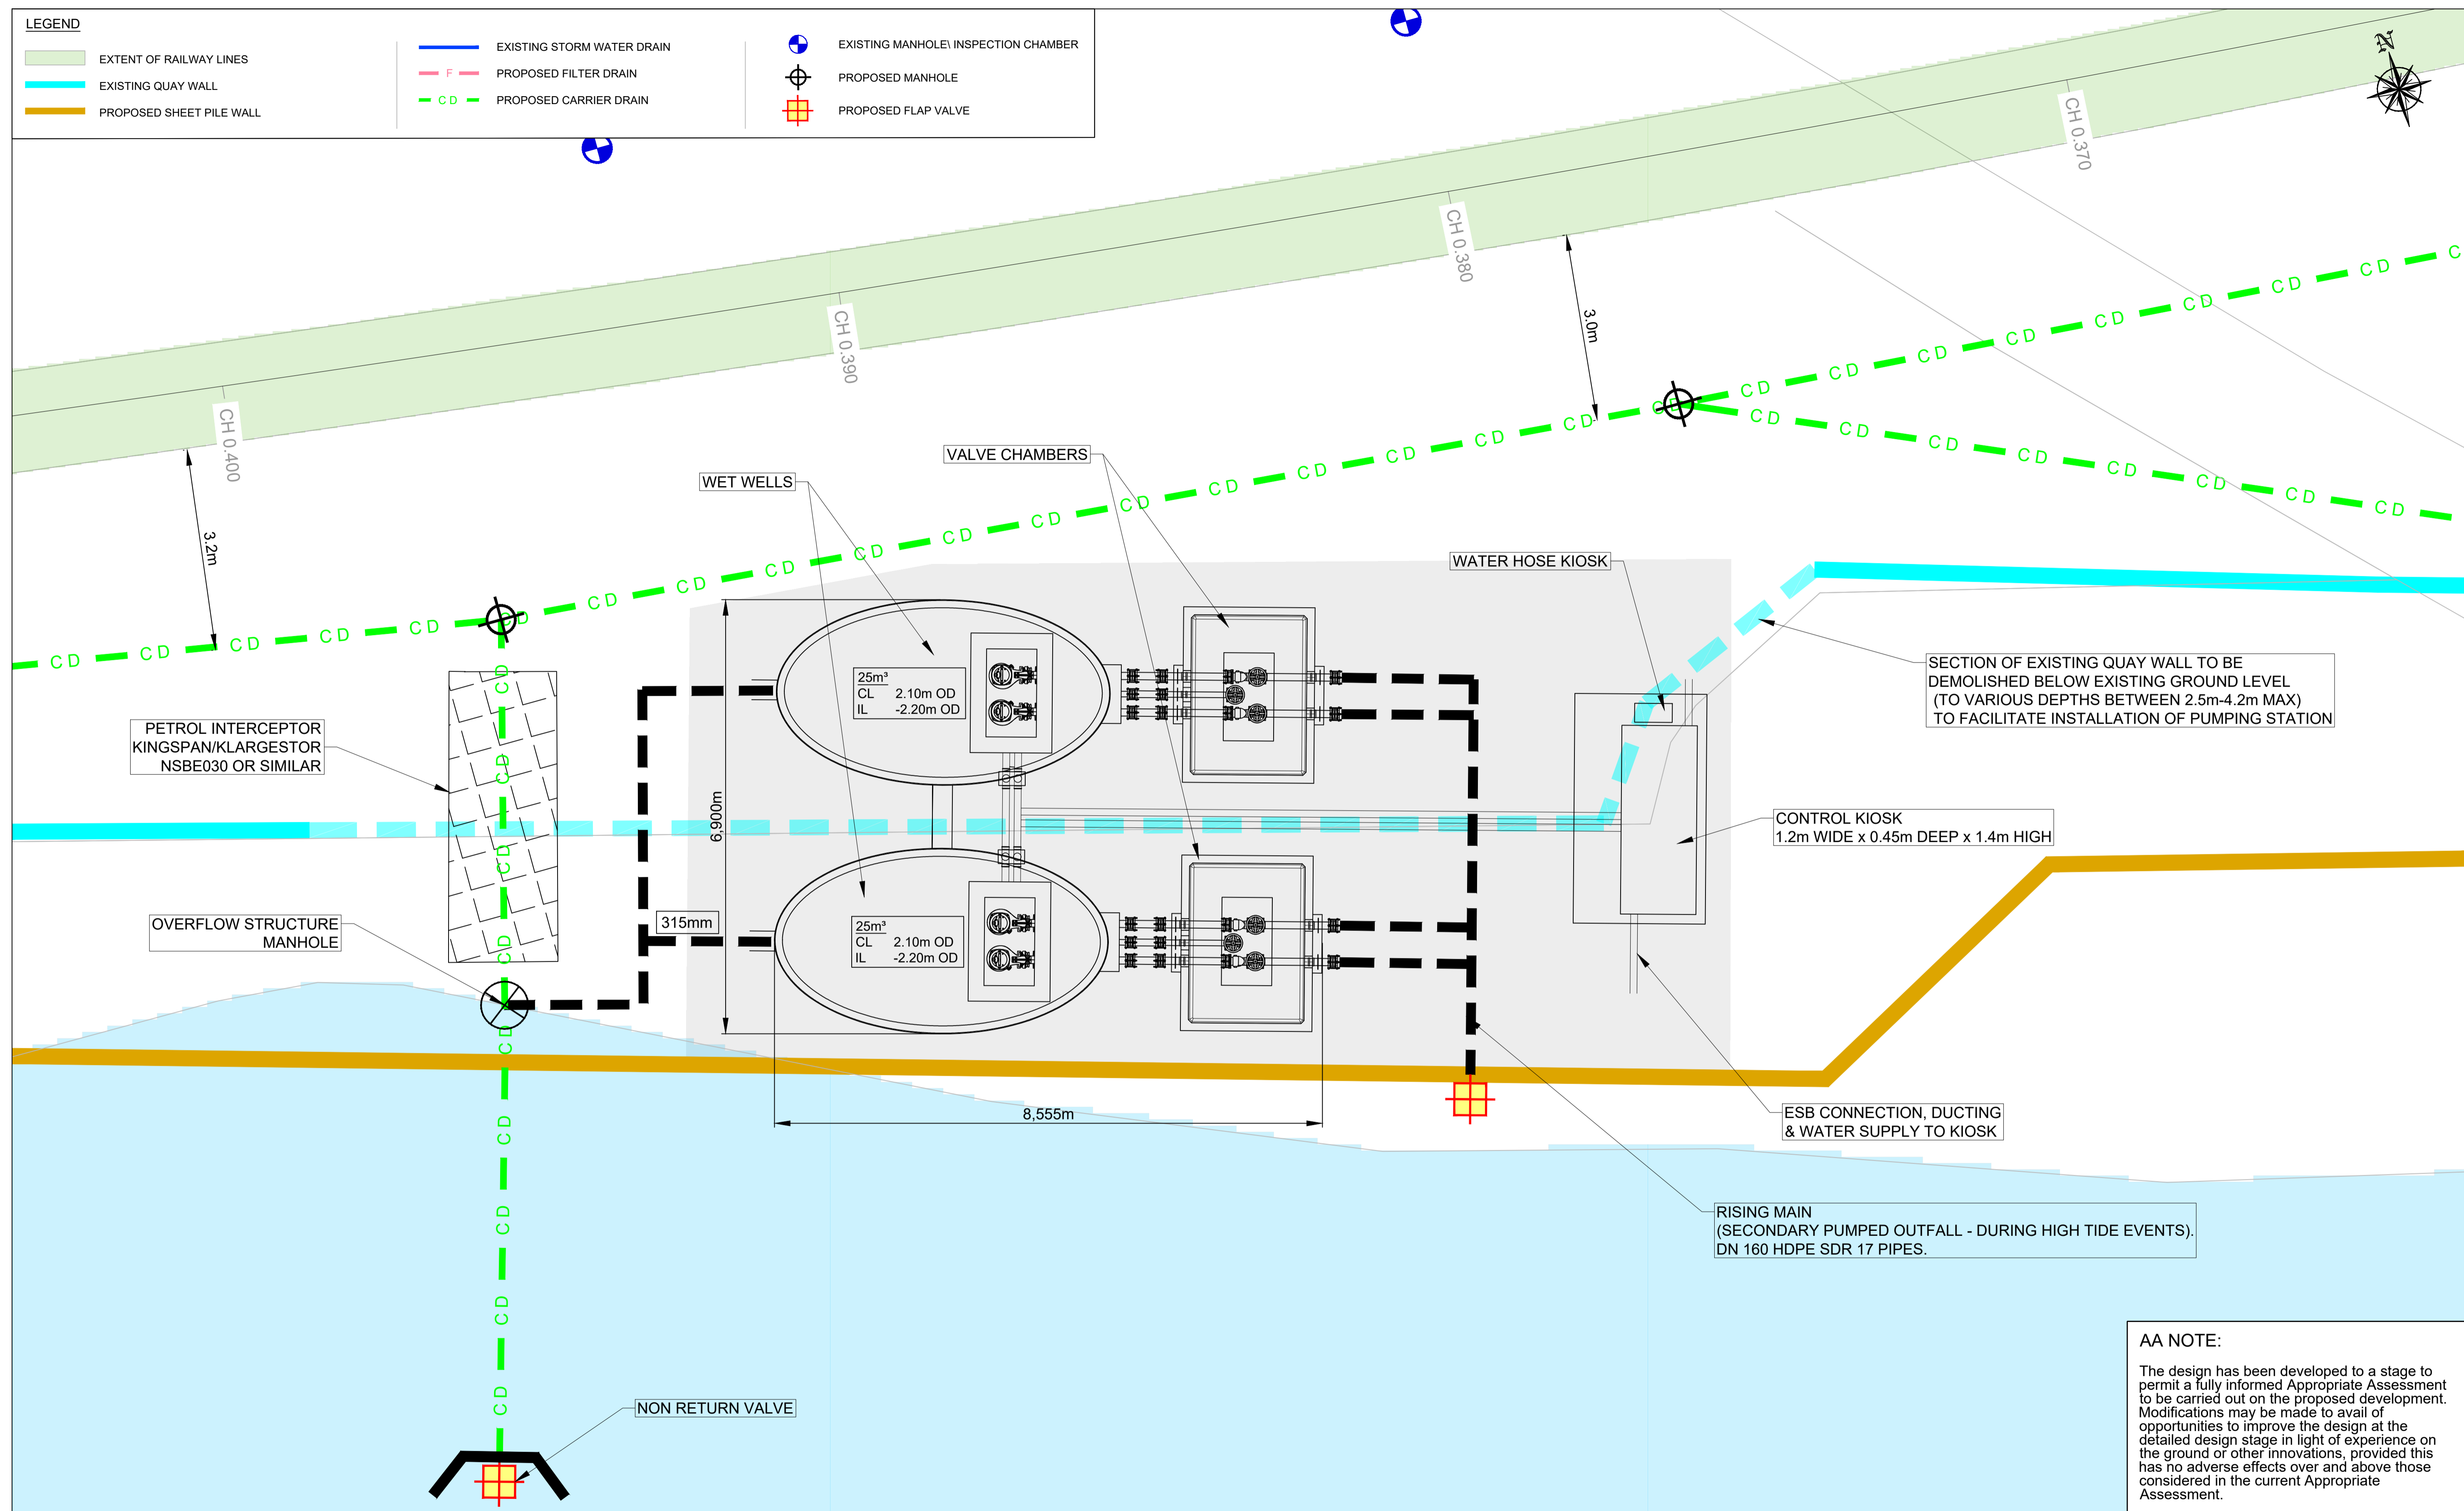 LEGEND
EXTENT OF RAILWAY LINES
EXISTING QUAY WALL
PROPOSED SHEET PILE WALL
EXISTING STORM WATER DRAIN
F
PROPOSED FILTER DRAIN
C D
PROPOSED CARRIER DRAIN
EXISTING MANHOLE\ INSPECTION CHAMBER
PROPOSED MANHOLE
PROPOSED FLAP VALVE
N
CH 0.370
CH 0.380
CH 0.390
CH 0.400
3.0m
3.2m
C D C D C D C D C D C D C D C
C D C D C D C D C D C D C D C D
C D C D C D C D C D C D C D C D C D C D C D C D C D
C D C D C D C D C D C D
VALVE CHAMBERS
WET WELLS
WATER HOSE KIOSK
25m³
CL 2.10m OD
IL -2.20m OD
SECTION OF EXISTING QUAY WALL TO BE
DEMOLISHED BELOW EXISTING GROUND LEVEL
(TO VARIOUS DEPTHS BETWEEN 2.5m-4.2m MAX)
TO FACILITATE INSTALLATION OF PUMPING STATION
PETROL INTERCEPTOR
KINGSPAN/KLARGESTOR
NSBE030 OR SIMILAR
C D C D C D C D C D C D C D C D C D
6,900m
CONTROL KIOSK
1.2m WIDE x 0.45m DEEP x 1.4m HIGH
OVERFLOW STRUCTURE
MANHOLE
315mm
25m³
CL 2.10m OD
IL -2.20m OD
8,555m
ESB CONNECTION, DUCTING
& WATER SUPPLY TO KIOSK
RISING MAIN
(SECONDARY PUMPED OUTFALL - DURING HIGH TIDE EVENTS).
DN 160 HDPE SDR 17 PIPES.
NON RETURN VALVE
AA NOTE:
The design has been developed to a stage to
permit a fully informed Appropriate Assessment
to be carried out on the proposed development.
Modifications may be made to avail of
opportunities to improve the design at the
detailed design stage in light of experience on
the ground or other innovations, provided this
has no adverse effects over and above those
considered in the current Appropriate
Assessment.